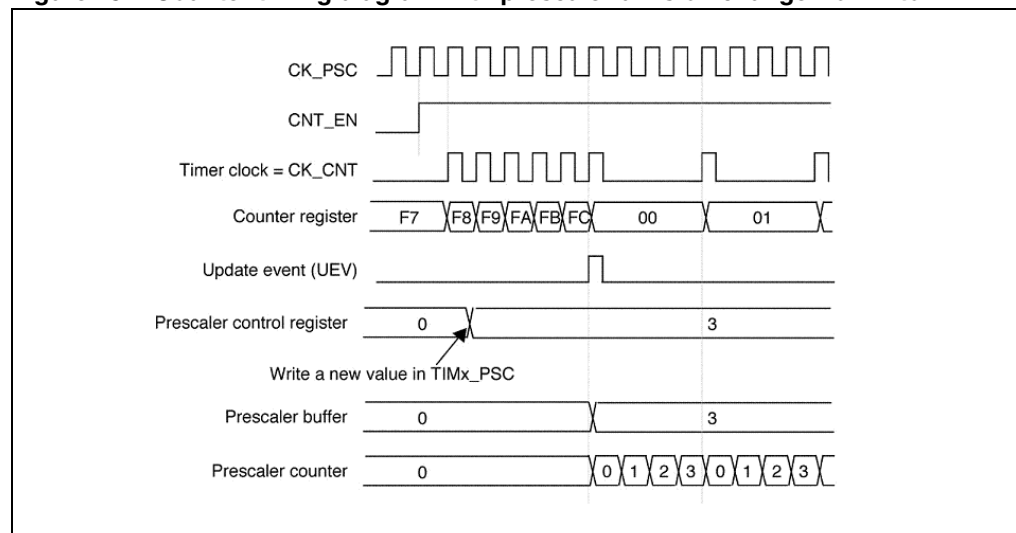 CK_PSC
CNT_EN
Timer clock = CK_CNT
Counter register F7 F8 F9 FA FB FC 00 01
Update event (UEV)
Prescaler control register 0 3
Write a new value in TIMx_PSC
Prescaler buffer 0 3
Prescaler counter 0 0 1 2 3 0 1 2 3